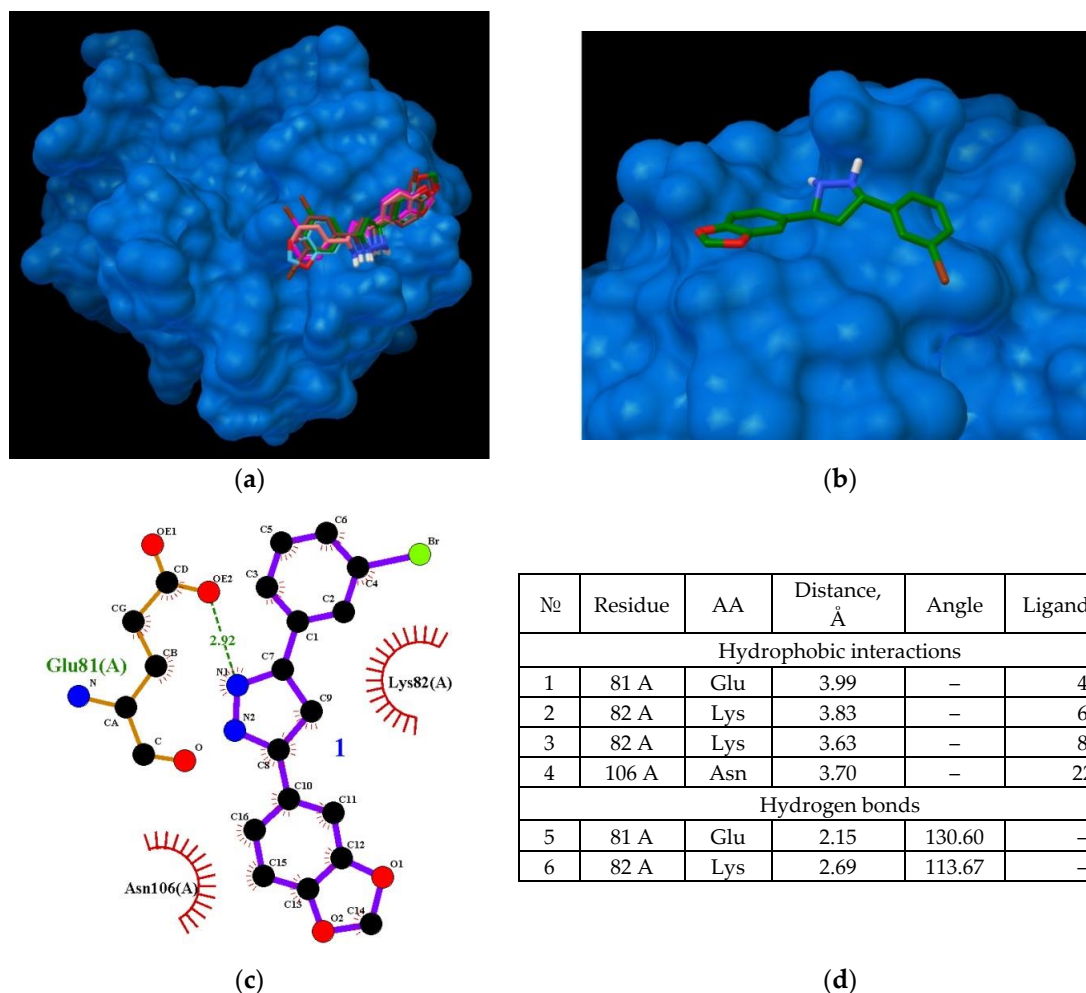 (a)
(b)
OE1
CD
OE2
CG
CB
Glu81(A)
N
CA
C
O
2.92
C6
C5
Br
C3
C4
C2
C1
Lys82(A)
C7
N1
C9
N2
C8
1
C10
C11
C16
C12
C15
O1
Asn106(A)
C13
C14
O2
(c)
№ Residue AA Distance, Å Angle Ligand
Hydrophobic interactions
1 81 A Glu 3.99 – 4
2 82 A Lys 3.83 – 6
3 82 A Lys 3.63 – 8
4 106 A Asn 3.70 – 22
Hydrogen bonds
5 81 A Glu 2.15 130.60 –
6 82 A Lys 2.69 113.67 –
(d)